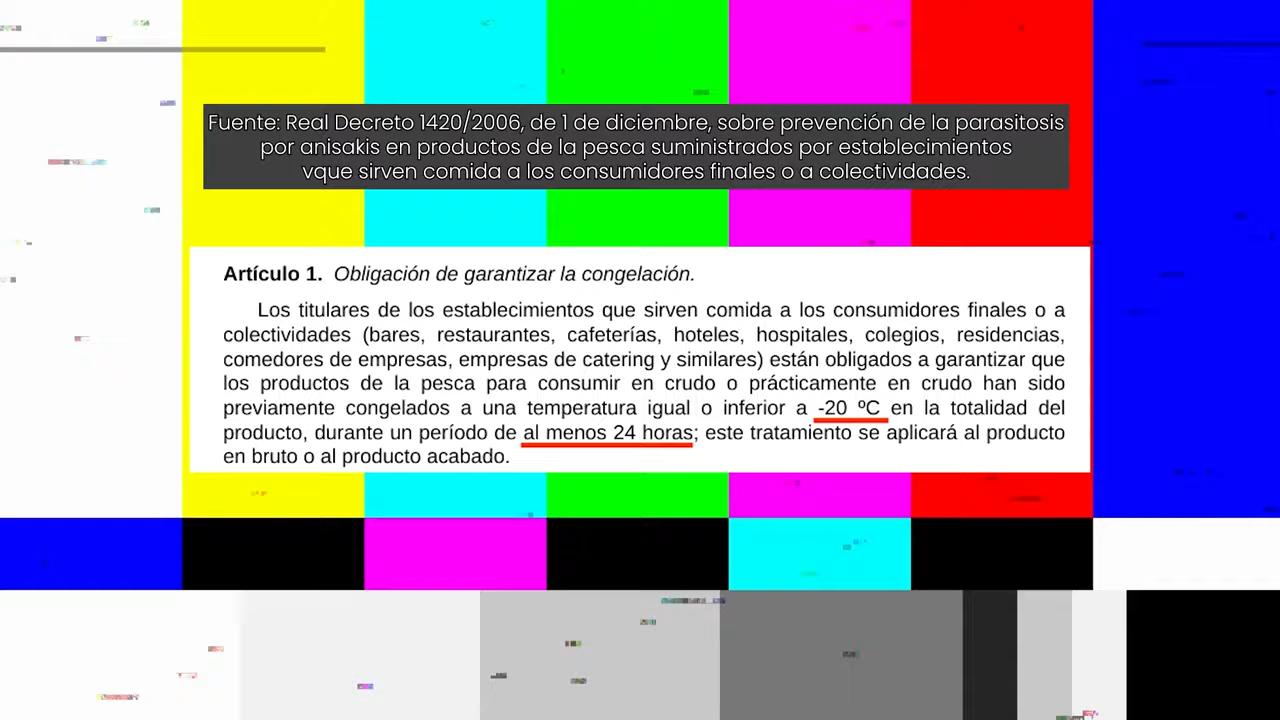 Fuente: Real Decreto 1420/2006, de 1 de diciembre, sobre prevención de la parasitosis
por anisakis en productos de la pesca suministrados por establecimientos
vque sirven comida a los consumidores finales o a colectividades.
Artículo 1. Obligación de garantizar la congelación.
Los titulares de los establecimientos que sirven comida a los consumidores finales o a
colectividades (bares, restaurantes, cafeterías, hoteles, hospitales, colegios, residencias,
comedores de empresas, empresas de catering y similares) están obligados a garantizar que
los productos de la pesca para consumir en crudo o prácticamente en crudo han sido
previamente congelados a una temperatura igual o inferior a -20 ºC en la totalidad del
producto, durante un período de al menos 24 horas; este tratamiento se aplicará al producto
en bruto o al producto acabado.